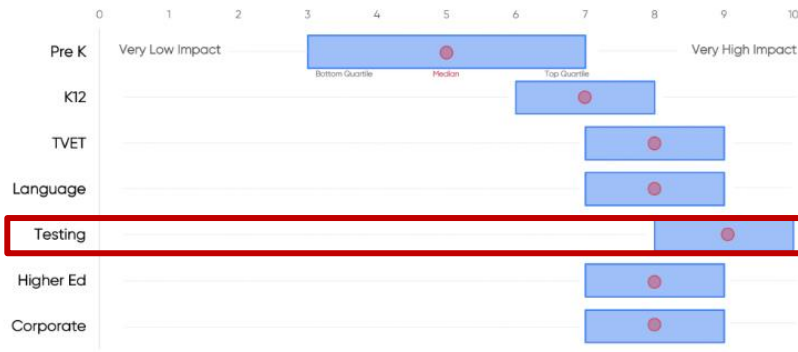 0 1 2 3 4 5 6 7 8 9 10
Pre K Very Low Impact Very High Impact
Bottom Quartile Median Top Quartile
K12
TVET
Language
Testing
Higher Ed
Corporate